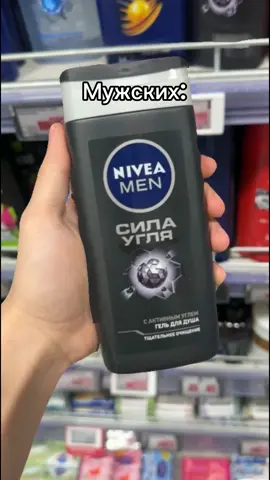 Мужских:
NIVEA
MEN
СИЛА
УГЛЯ
С АКТИВНЫМ УГЛЕМ
ГЕЛЬ ДЛЯ ДУША
ТЩАТЕЛЬНОЕ ОЧИЩЕНИЕ